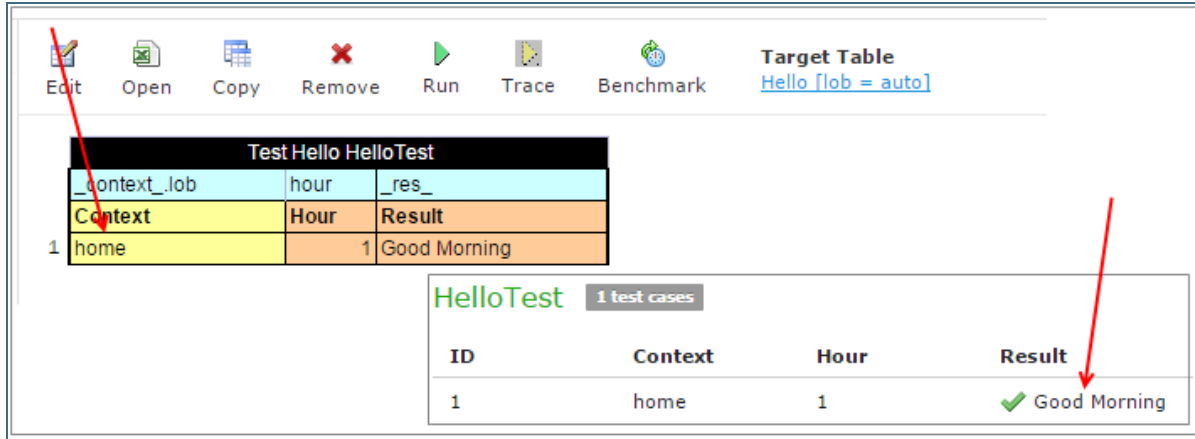 Edit Open Copy Remove Run Trace Benchmark Target Table
Hello [lob = auto]
Test Hello HelloTest
_context_.lob hour _res_
Context Hour Result
1 home 1 Good Morning
HelloTest 1 test cases
ID Context Hour Result
1 home 1 Good Morning